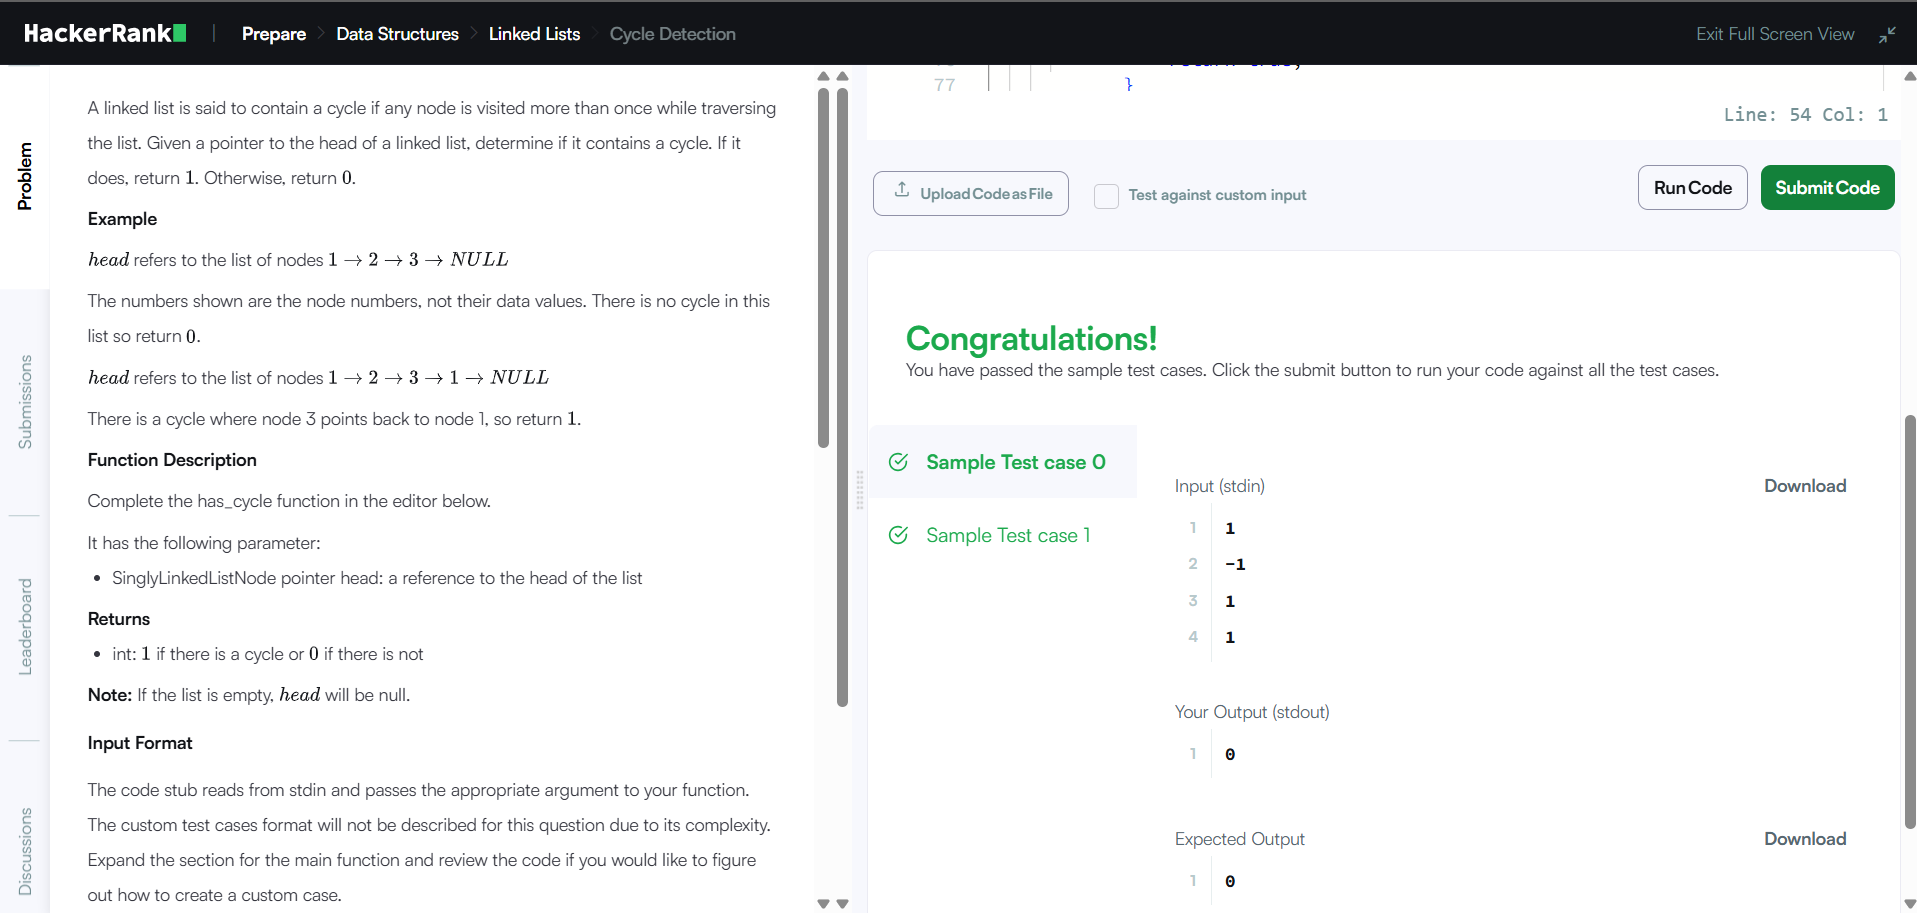 HackerRank
Prepare
Data Structures
Linked Lists
Cycle Detection
Exit Full Screen View
Problem
Submissions
Leaderboard
Discussions
A linked list is said to contain a cycle if any node is visited more than once while traversing
the list. Given a pointer to the head of a linked list, determine if it contains a cycle. If it
does, return 1. Otherwise, return 0.
Example
head refers to the list of nodes 1 → 2 → 3 → NULL
The numbers shown are the node numbers, not their data values. There is no cycle in this
list so return 0.
head refers to the list of nodes 1 → 2 → 3 → 1 → NULL
There is a cycle where node 3 points back to node 1, so return 1.
Function Description
Complete the has_cycle function in the editor below.
It has the following parameter:
• SinglyLinkedListNode pointer head: a reference to the head of the list
Returns
• int: 1 if there is a cycle or 0 if there is not
Note: If the list is empty, head will be null.
Input Format
The code stub reads from stdin and passes the appropriate argument to your function.
The custom test cases format will not be described for this question due to its complexity.
Expand the section for the main function and review the code if you would like to figure
out how to create a custom case.
77 }
Line: 54 Col: 1
Upload Code as File
Test against custom input
Run Code
Submit Code
Congratulations!
You have passed the sample test cases. Click the submit button to run your code against all the test cases.
Sample Test case 0
Sample Test case 1
Input (stdin)
Download
1 1
2 -1
3 1
4 1
Your Output (stdout)
1 0
Expected Output
Download
1 0